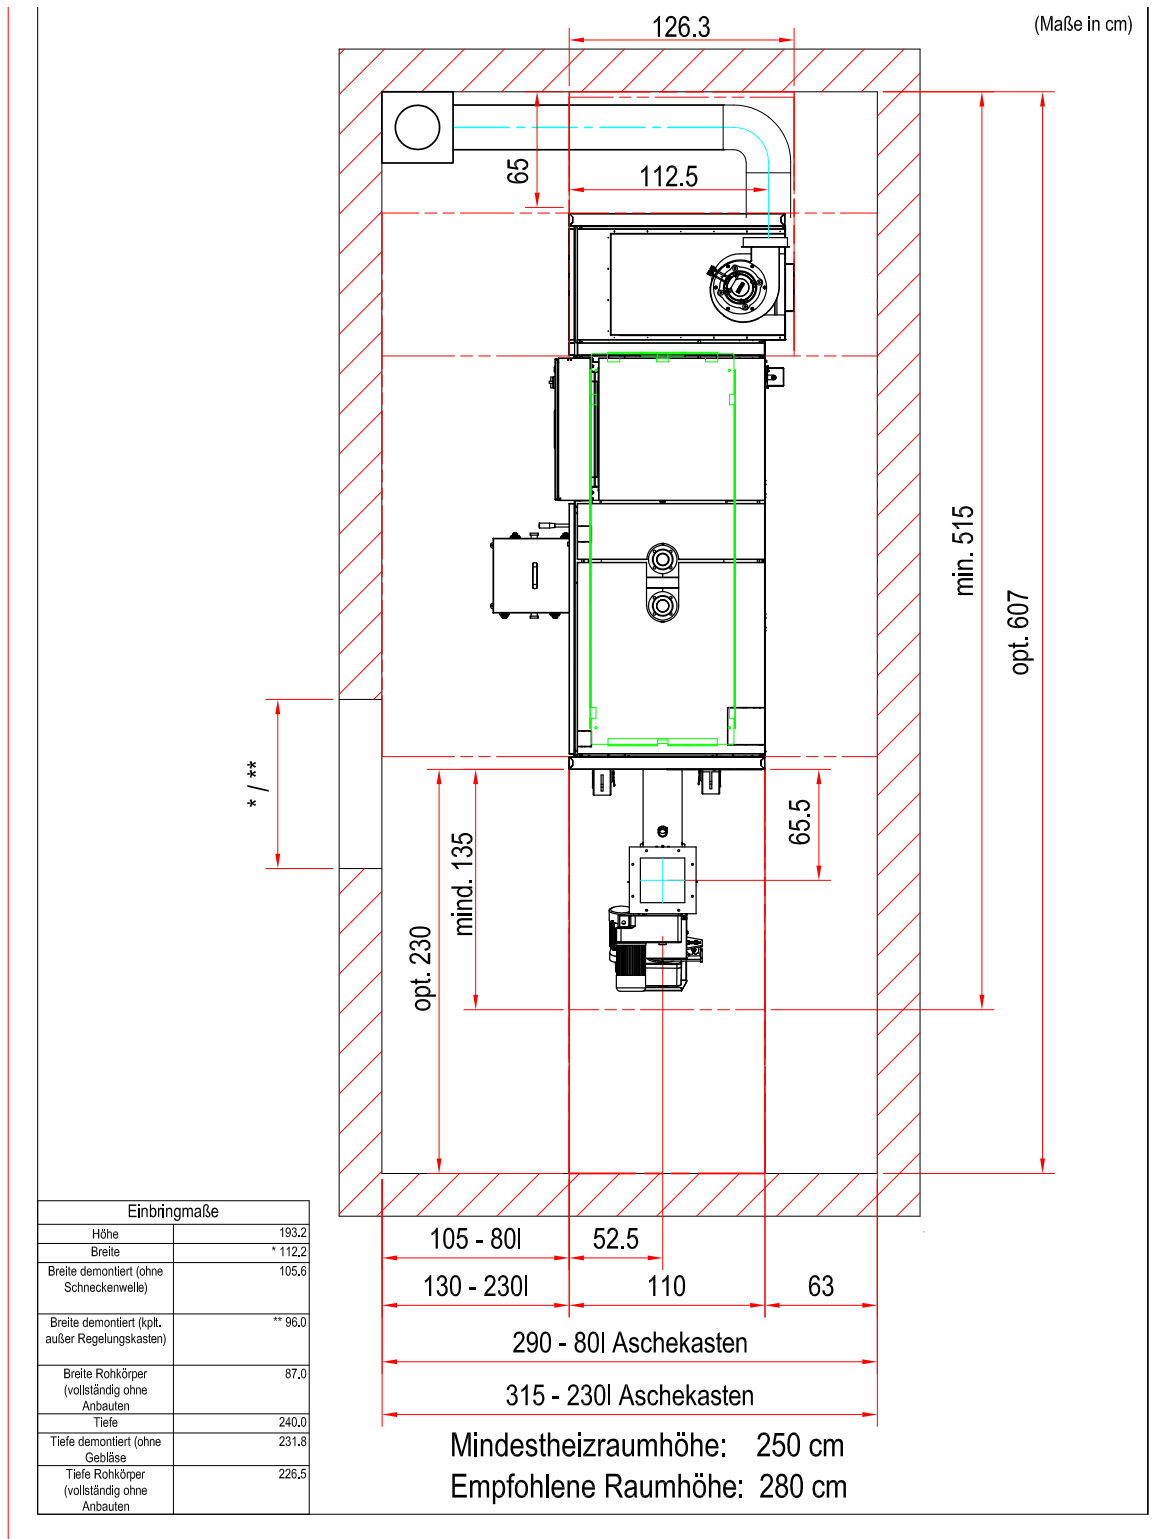 126.3
(Maße in cm)
65
112.5
min. 515
opt. 607
* / **
mind. 135
65.5
opt. 230
105 - 80l
52.5
130 - 230l
110
63
290 - 80l Aschekasten
315 - 230l Aschekasten
Mindestheizraumhöhe: 250 cm
Empfohlene Raumhöhe: 280 cm
Einbringmaße
Höhe 193.2
Breite * 112.2
Breite demontiert (ohne 105.6
Schneckenwelle)
Breite demontiert (kplt. ** 96.0
außer Regelungskasten)
Breite Rohkörper 87.0
(vollständig ohne
Anbauten
Tiefe 240.0
Tiefe demontiert (ohne 231.8
Gebläse
Tiefe Rohkörper 226.5
(vollständig ohne
Anbauten